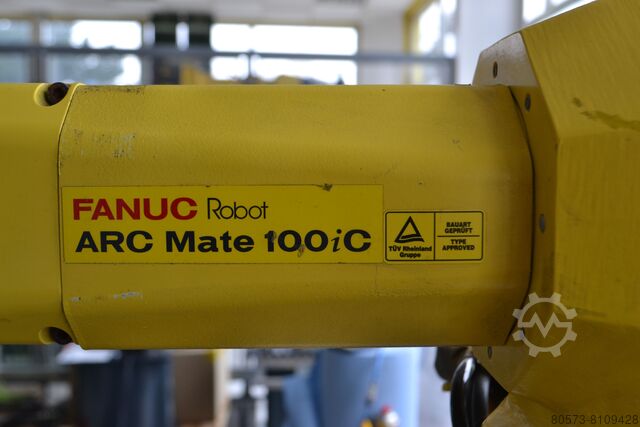 FANUC Robot
ARC Mate 100iC
TÜV Rheinland
Gruppe
BAUART
GEPRÜFT
TYPE
APPROVED
80573-8109428